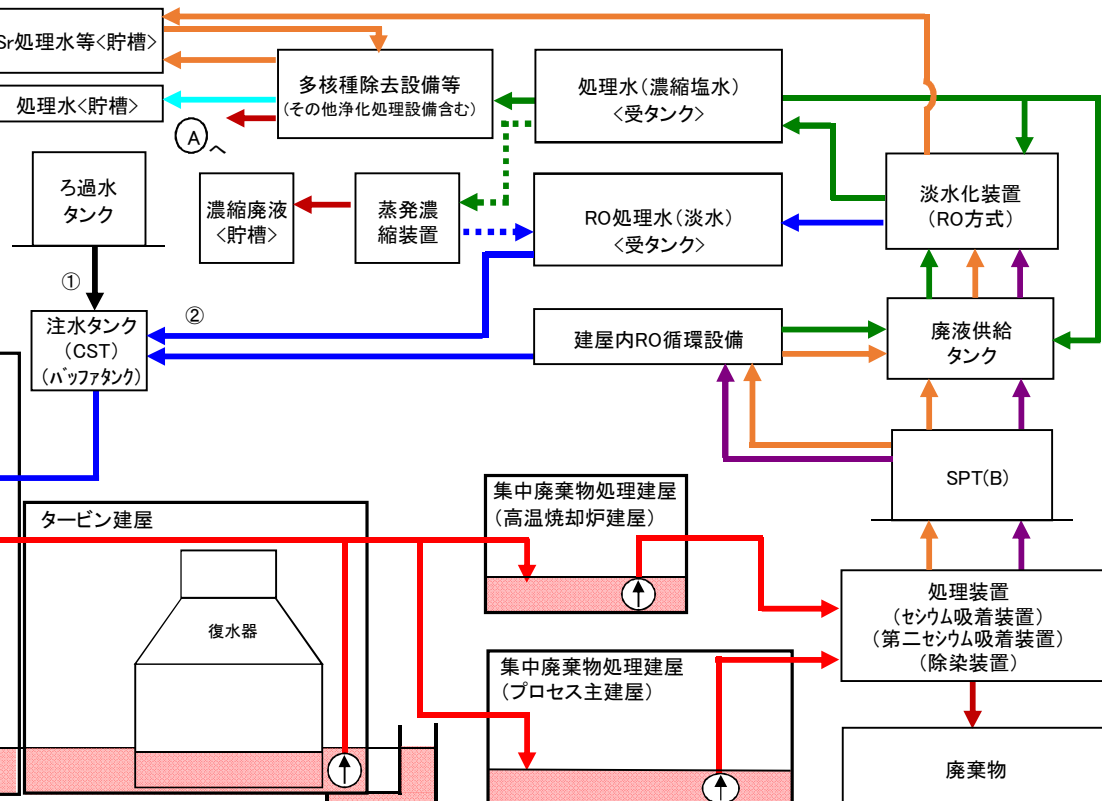 Sr処理水等<貯槽>
処理水<貯槽>
Aへ
多核種除去設備等
(その他浄化処理設備含む)
処理水(濃縮塩水)
<受タンク>
ろ過水
タンク
濃縮廃液
<貯槽>
蒸発濃
縮装置
RO処理水(淡水)
<受タンク>
淡水化装置
(RO方式)
①
②
注水タンク
(CST)
(バッファタンク)
建屋内RO循環設備
廃液供給
タンク
SPT(B)
タービン建屋
復水器
集中廃棄物処理建屋
(高温焼却炉建屋)
集中廃棄物処理建屋
(プロセス主建屋)
処理装置
(セシウム吸着装置)
(第二セシウム吸着装置)
(除染装置)
廃棄物